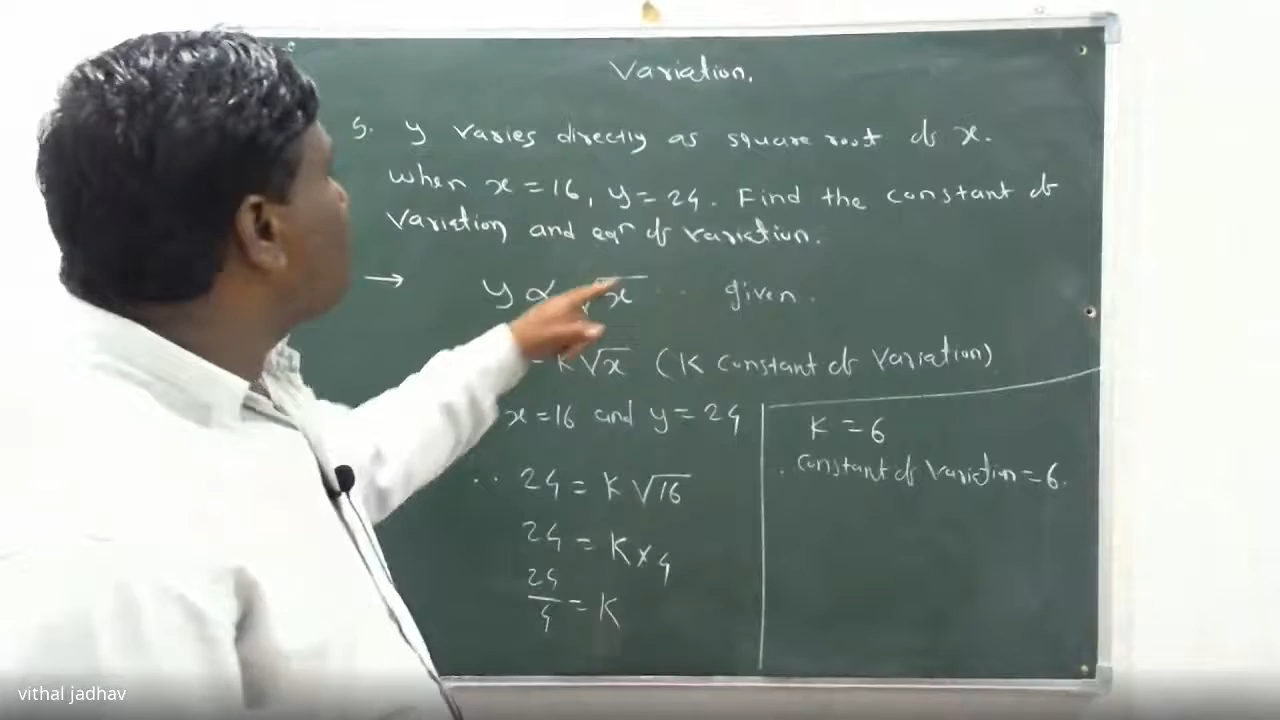 Variation.
5. y varies directly as square root of x.
when x = 16, y = 24. Find the constant of
variation and eqn of variation.
→ y ∝ √x .. given.
= K√x (K constant of variation)
x = 16 and y = 24
∴ 24 = K√16
24 = K × 4
24/4 = K
K = 6
∴ constant of variation = 6.
vithal jadhav